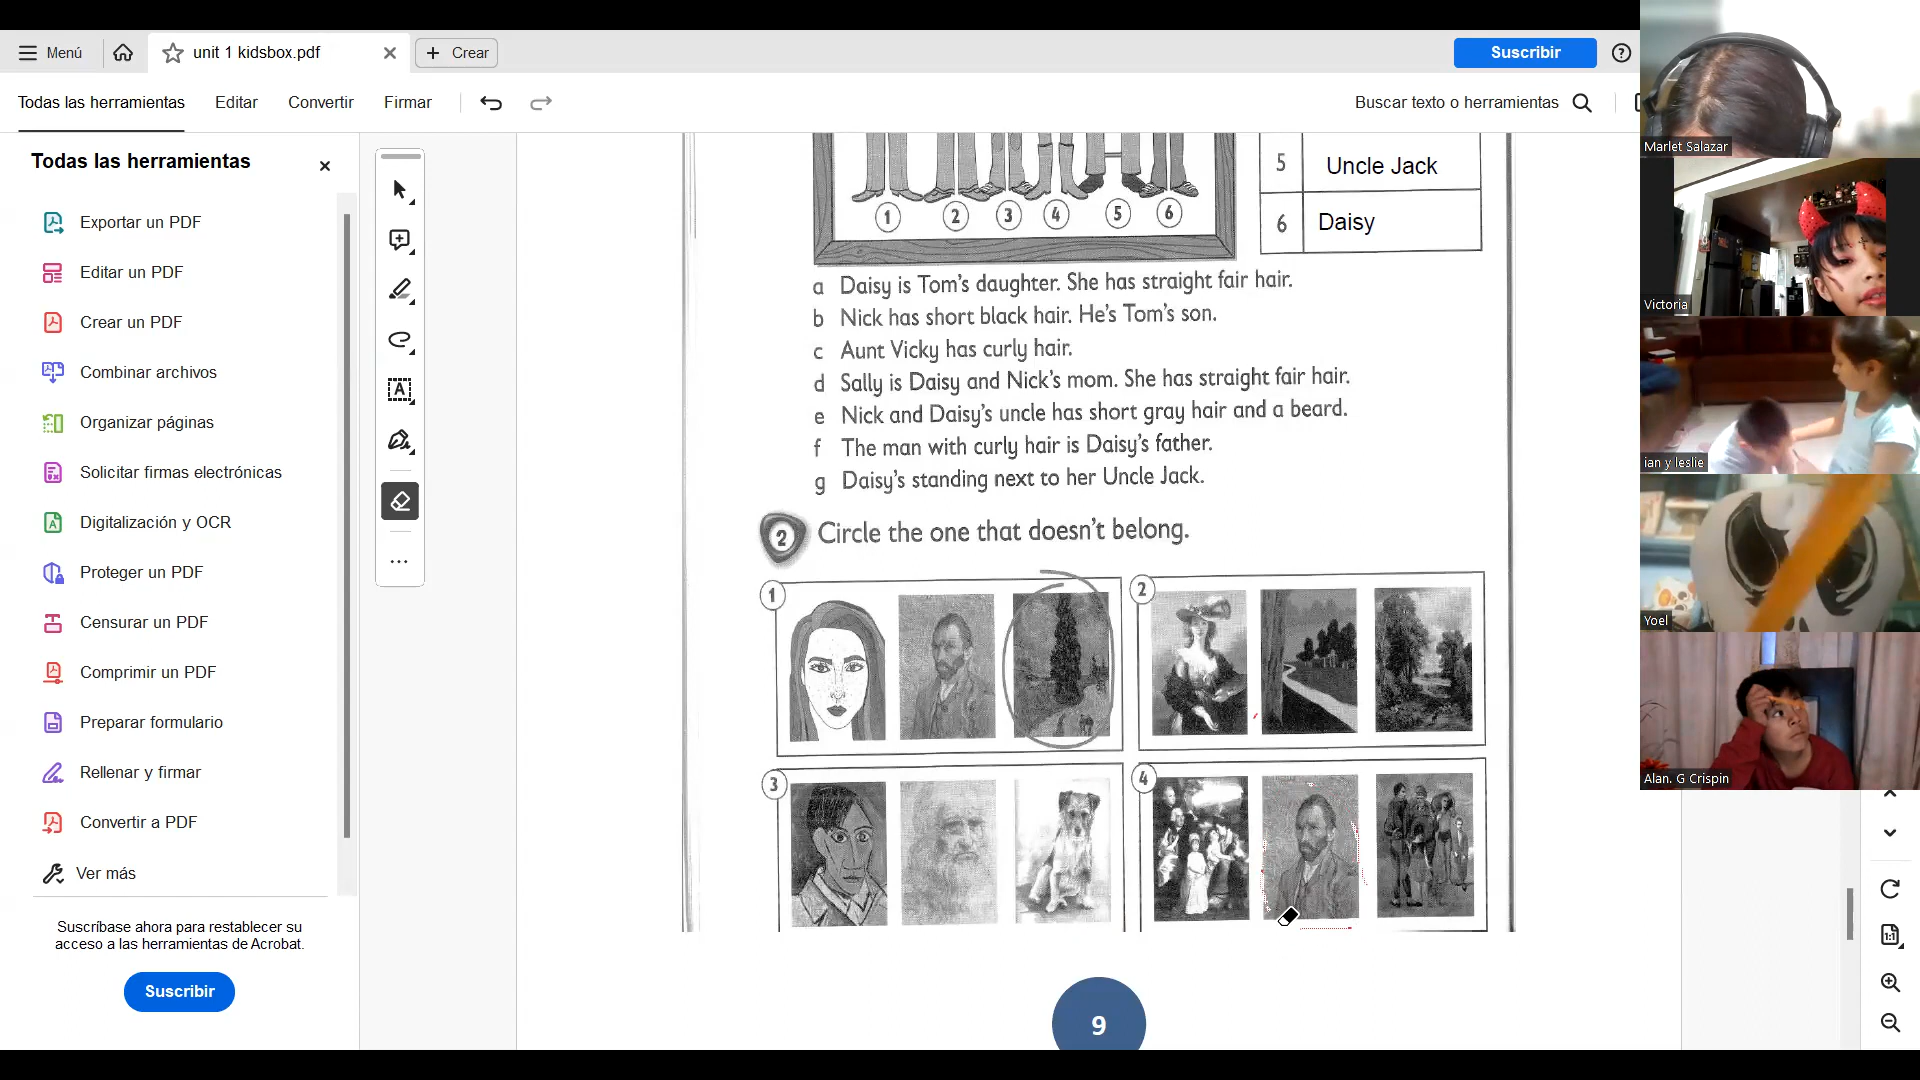 Menú
unit 1 kidsbox.pdf
Crear
Suscribir
Todas las herramientas
Editar
Convertir
Firmar
Buscar texto o herramientas
Todas las herramientas
Exportar un PDF
Editar un PDF
Crear un PDF
Combinar archivos
Organizar páginas
Solicitar firmas electrónicas
Digitalización y OCR
Proteger un PDF
Censurar un PDF
Comprimir un PDF
Preparar formulario
Rellenar y firmar
Convertir a PDF
Ver más
Suscríbase ahora para restablecer su
acceso a las herramientas de Acrobat.
Suscribir
1 2 3 4 5 6
5 Uncle Jack
6 Daisy
a Daisy is Tom's daughter. She has straight fair hair.
b Nick has short black hair. He's Tom's son.
c Aunt Vicky has curly hair.
d Sally is Daisy and Nick's mom. She has straight fair hair.
e Nick and Daisy's uncle has short gray hair and a beard.
f The man with curly hair is Daisy's father.
g Daisy's standing next to her Uncle Jack.
2 Circle the one that doesn't belong.
1
2
3
4
9
Marlet Salazar
Victoria
ian y leslie
Yoel
Alan. G Crispin
1:1